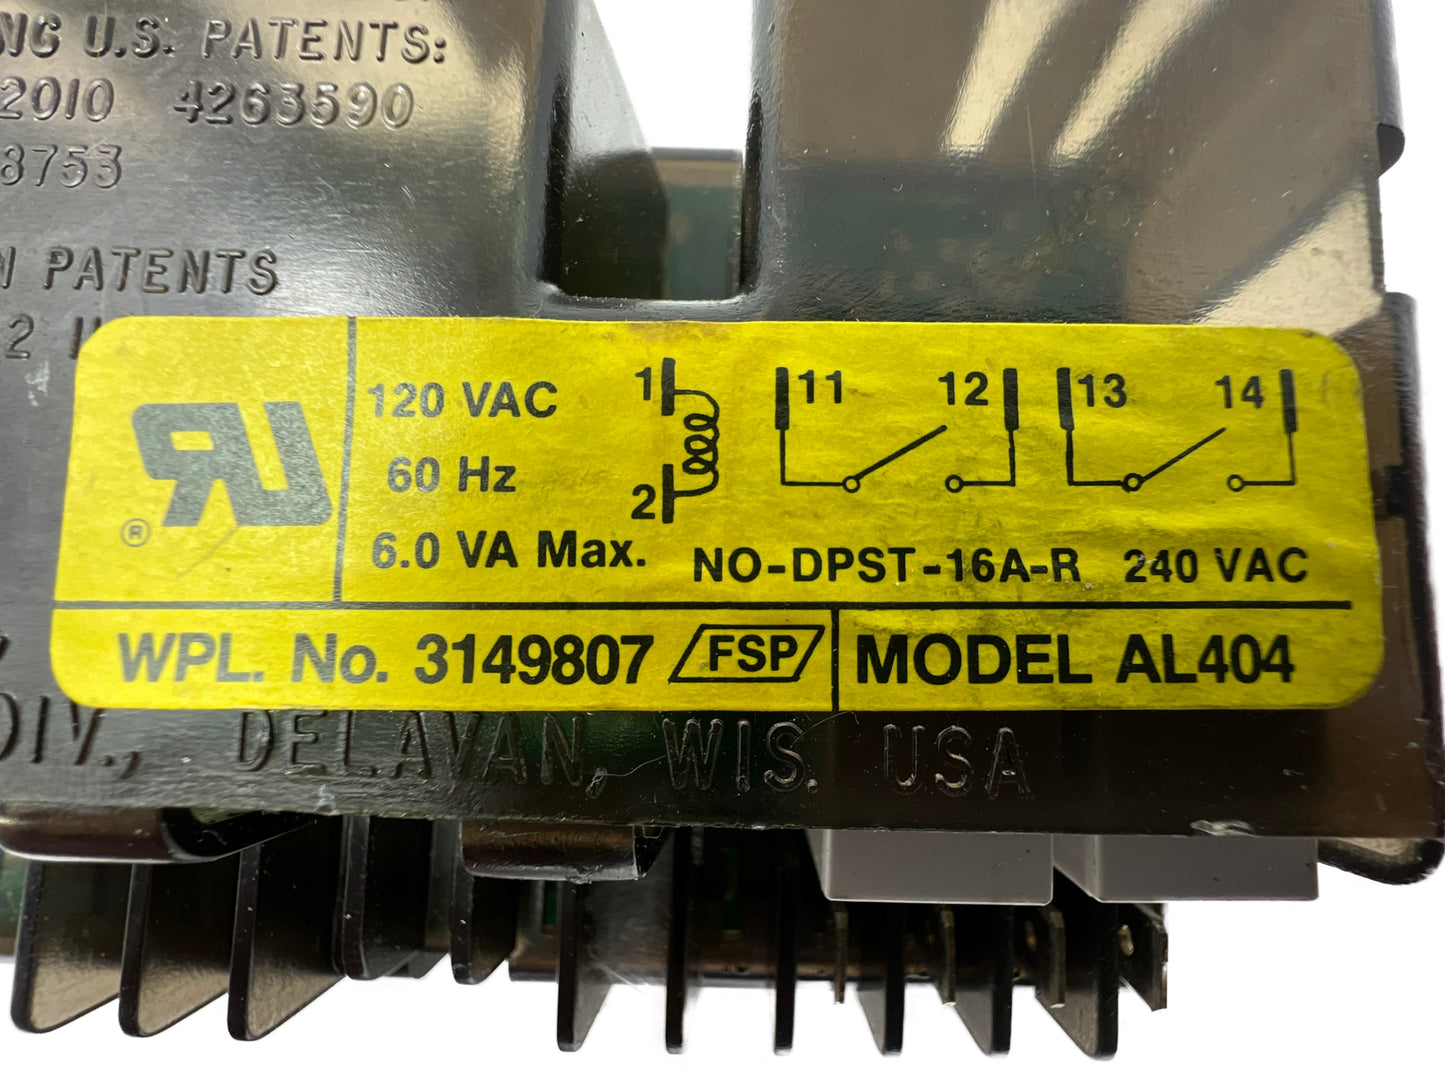 U.S. PATENTS:
2010 4263590
8753
PATENTS
2
120 VAC
60 Hz
6.0 VA Max.
1
2
11 12 13 14
NO-DPST-16A-R 240 VAC
®
WPL. No. 3149807 FSP MODEL AL404
DIV., DELAVAN, WIS. USA